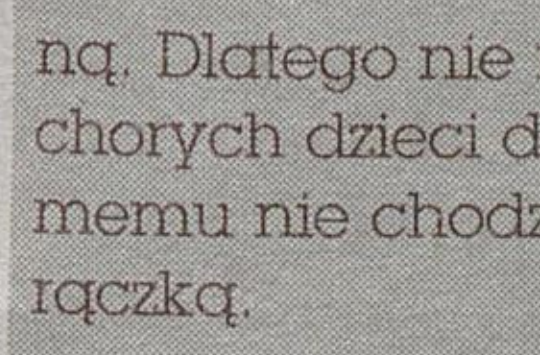 ną. Dlatego nie
chorych dzieci d
memu nie chodz
rączką.